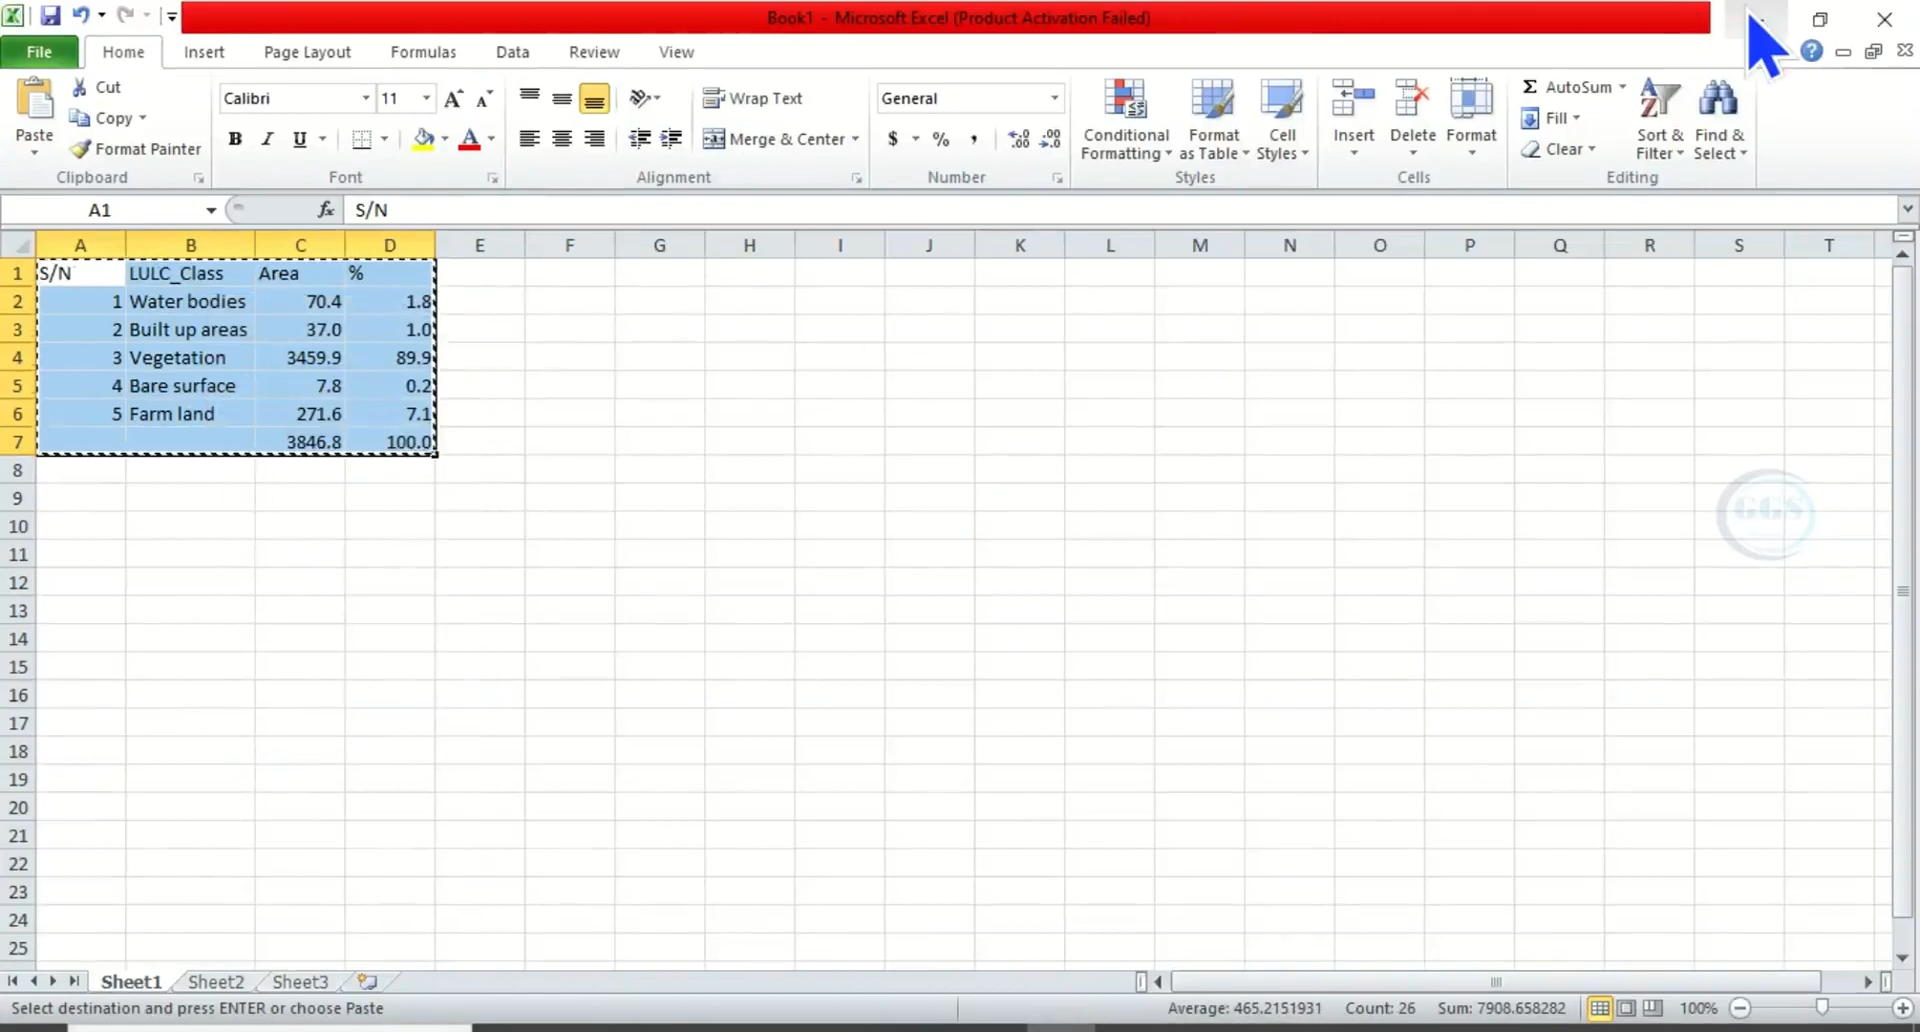 Book1 - Microsoft Excel (Product Activation Failed)
File Home Insert Page Layout Formulas Data Review View
Paste
Cut
Copy
Format Painter
Clipboard
Calibri 11
B I U
Font
Wrap Text
Merge & Center
Alignment
General
$ % ,
Number
Conditional Formatting
Format as Table
Cell Styles
Styles
Insert Delete Format
Cells
Σ AutoSum
Fill
Clear
Sort & Filter
Find & Select
Editing
A1 fx S/N
A B C D E F G H I J K L M N O P Q R S T
1 S/N LULC_Class Area %
2 1 Water bodies 70.4 1.8
3 2 Built up areas 37.0 1.0
4 3 Vegetation 3459.9 89.9
5 4 Bare surface 7.8 0.2
6 5 Farm land 271.6 7.1
7 3846.8 100.0
8
9
10
11
12
13
14
15
16
17
18
19
20
21
22
23
24
25
GGS
Sheet1 Sheet2 Sheet3
Select destination and press ENTER or choose Paste Average: 465.2151931 Count: 26 Sum: 7908.658282 100%